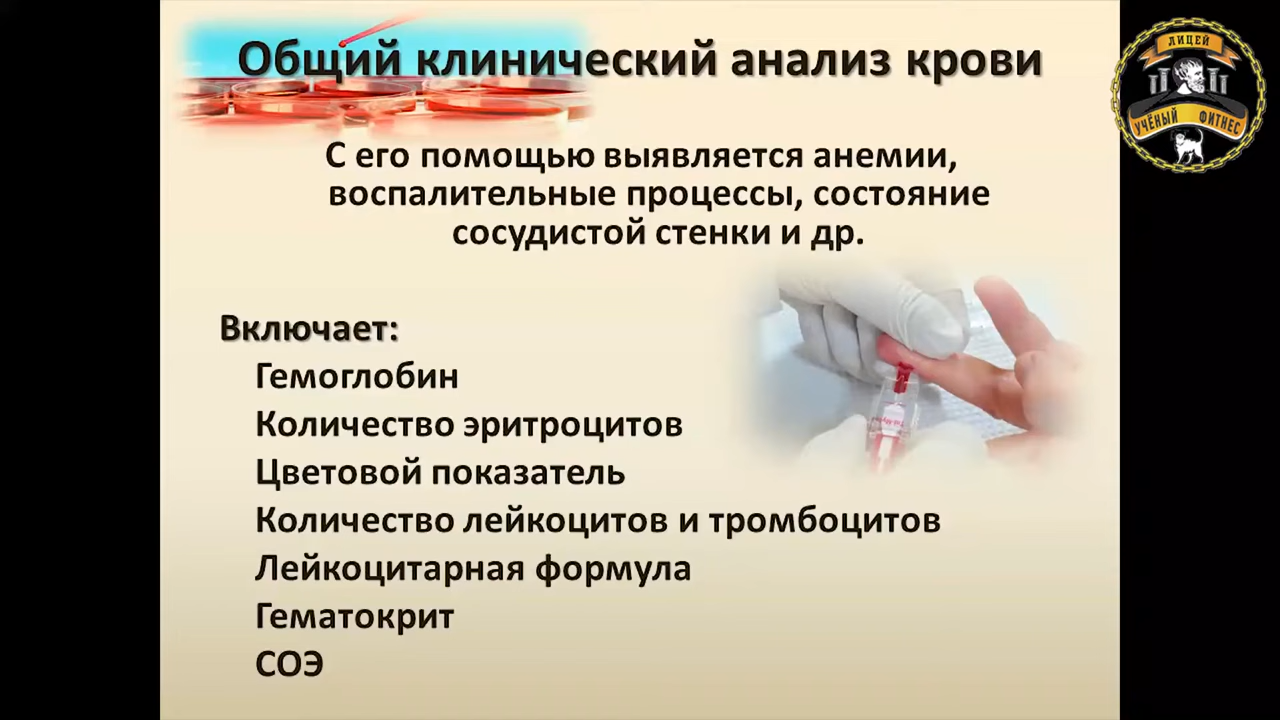 Общий клинический анализ крови
С его помощью выявляется анемии,
воспалительные процессы, состояние
сосудистой стенки и др.
Включает:
Гемоглобин
Количество эритроцитов
Цветовой показатель
Количество лейкоцитов и тромбоцитов
Лейкоцитарная формула
Гематокрит
СОЭ
ЛИЦЕЙ
УЧЁНЫЙ ФИТНЕС